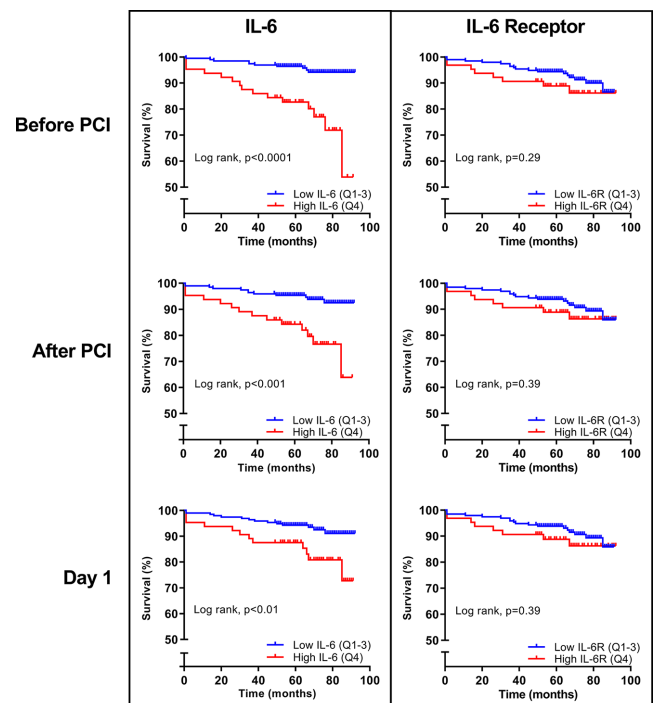 IL-6
IL-6 Receptor
Before PCI
Survival (%)
100
90
80
70
60
50
Log rank, p<0.0001
Low IL-6 (Q1-3)
High IL-6 (Q4)
0 20 40 60 80 100
Time (months)
Survival (%)
100
90
80
70
60
50
Log rank, p=0.29
Low IL-6R (Q1-3)
High IL-6R (Q4)
0 20 40 60 80 100
Time (months)
After PCI
Survival (%)
100
90
80
70
60
50
Log rank, p<0.001
Low IL-6 (Q1-3)
High IL-6 (Q4)
0 20 40 60 80 100
Time (months)
Survival (%)
100
90
80
70
60
50
Log rank, p=0.39
Low IL-6R (Q1-3)
High IL-6R (Q4)
0 20 40 60 80 100
Time (months)
Day 1
Survival (%)
100
90
80
70
60
50
Log rank, p<0.01
Low IL-6 (Q1-3)
High IL-6 (Q4)
0 20 40 60 80 100
Time (months)
Survival (%)
100
90
80
70
60
50
Log rank, p=0.39
Low IL-6R (Q1-3)
High IL-6R (Q4)
0 20 40 60 80 100
Time (months)